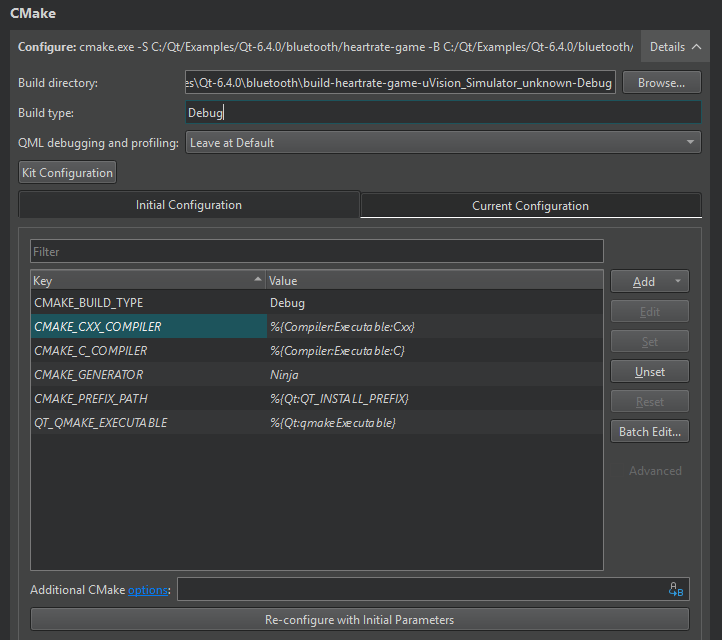 CMake
Configure: cmake.exe -S C:/Qt/Examples/Qt-6.4.0/bluetooth/heartrate-game -B C:/Qt/Examples/Qt-6.4.0/bluetooth/ Details
Build directory: es\Qt-6.4.0\bluetooth\build-heartrate-game-uVision_Simulator_unknown-Debug Browse...
Build type: Debug
QML debugging and profiling: Leave at Default
Kit Configuration
Initial Configuration Current Configuration
Filter
Key Value Add
CMAKE_BUILD_TYPE Debug Edit
CMAKE_CXX_COMPILER %{Compiler:Executable:Cxx} Set
CMAKE_C_COMPILER %{Compiler:Executable:C}
CMAKE_GENERATOR Ninja Unset
CMAKE_PREFIX_PATH %{Qt:QT_INSTALL_PREFIX} Reset
QT_QMAKE_EXECUTABLE %{Qt:qmakeExecutable} Batch Edit...
Advanced
Additional CMake options:
Re-configure with Initial Parameters